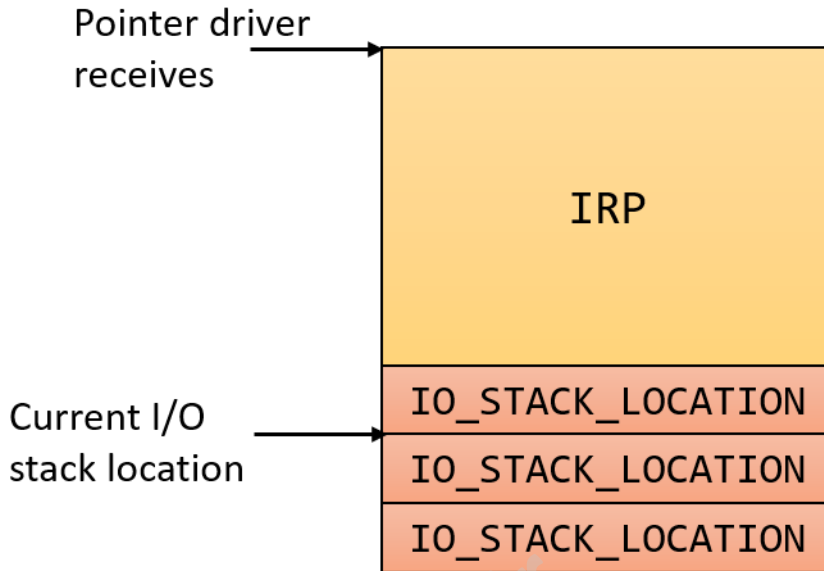 Pointer driver
receives
IRP
IO_STACK_LOCATION
Current I/O
stack location
IO_STACK_LOCATION
IO_STACK_LOCATION